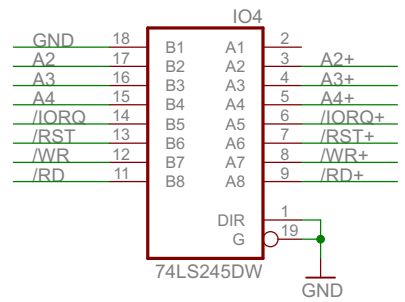 IO4
GND 18 B1 A1 2
A2 17 B2 A2 3 A2+
A3 16 B3 A3 4 A3+
A4 15 B4 A4 5 A4+
/IORQ 14 B5 A5 6 /IORQ+
/RST 13 B6 A6 7 /RST+
/WR 12 B7 A7 8 /WR+
/RD 11 B8 A8 9 /RD+
DIR 1
G 19
74LS245DW
GND